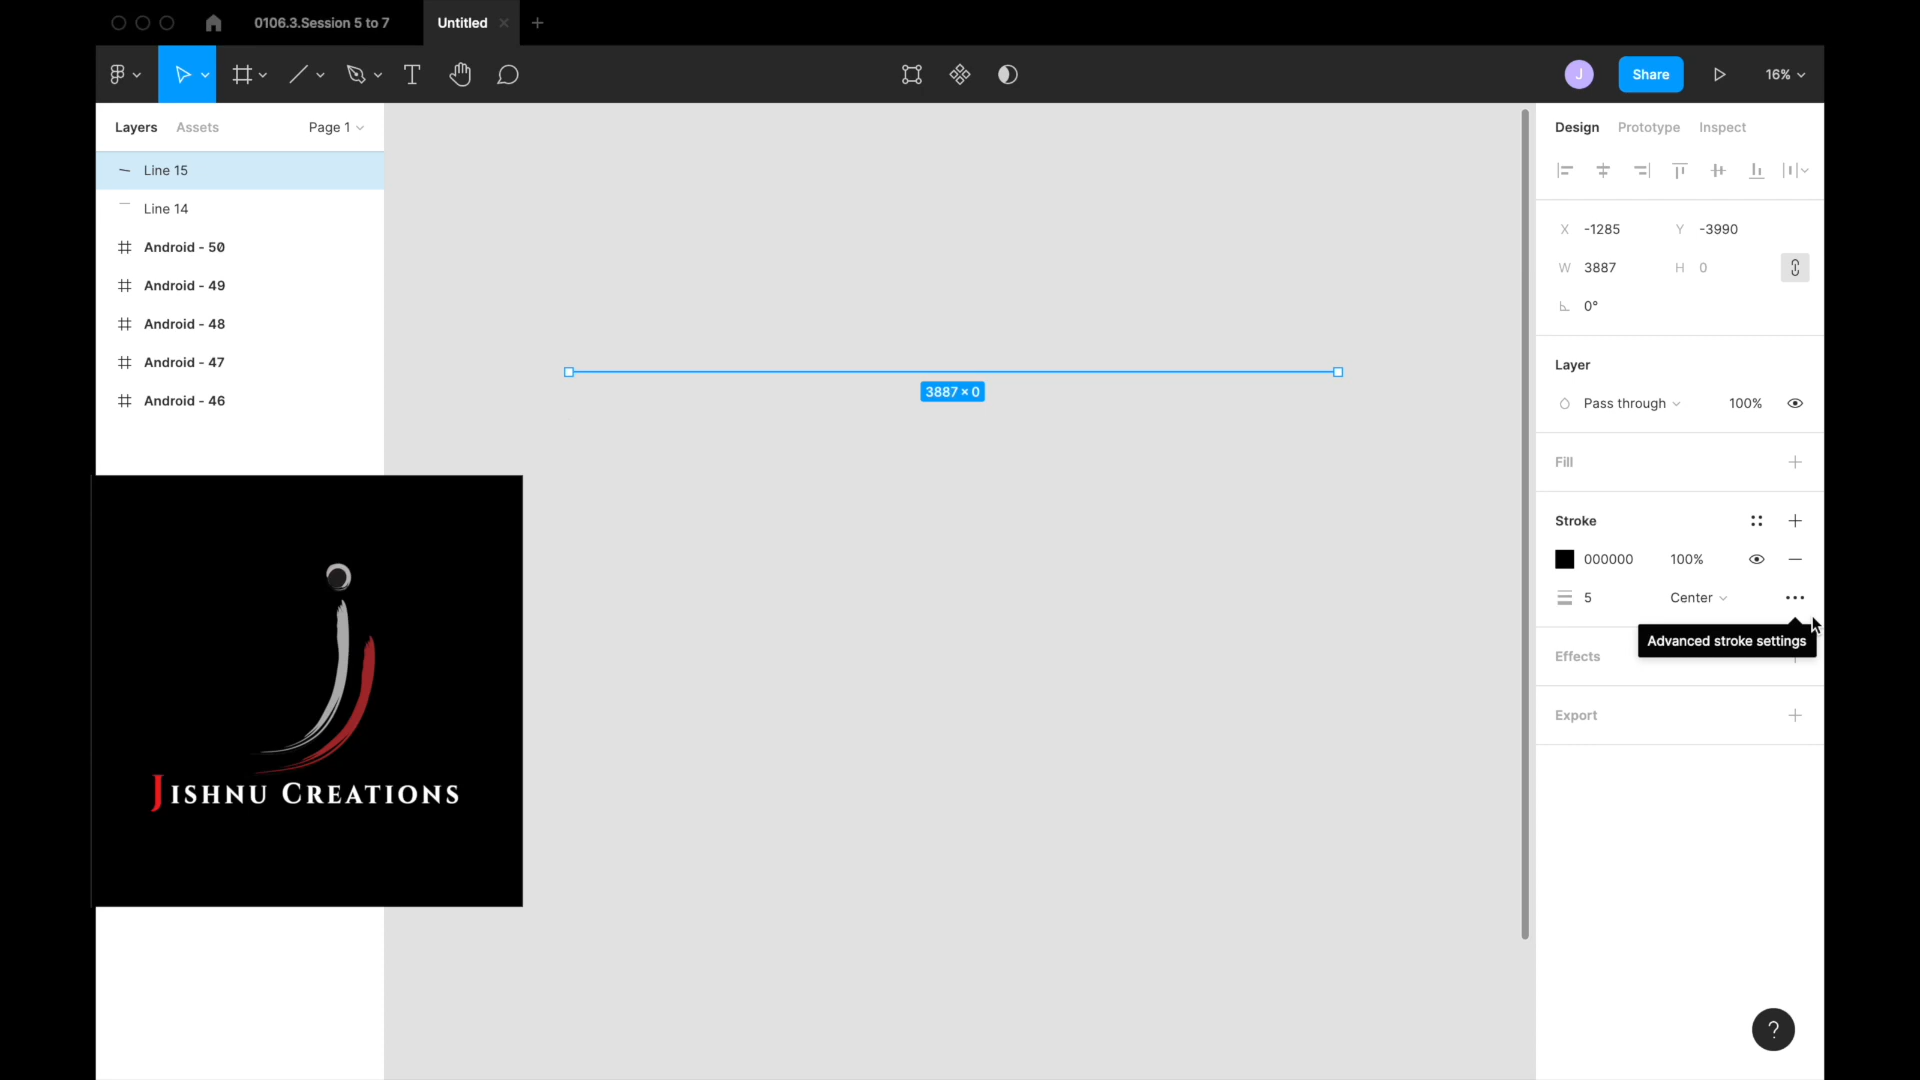 0106.3.Session 5 to 7
Untitled
J
Share
16%
Layers
Assets
Page 1
Line 15
Line 14
Android - 50
Android - 49
Android - 48
Android - 47
Android - 46
3887 × 0
JISHNU CREATIONS
Design
Prototype
Inspect
X -1285
Y -3990
W 3887
H 0
0°
Layer
Pass through
100%
Fill
Stroke
000000
100%
5
Center
Advanced stroke settings
Effects
Export
?